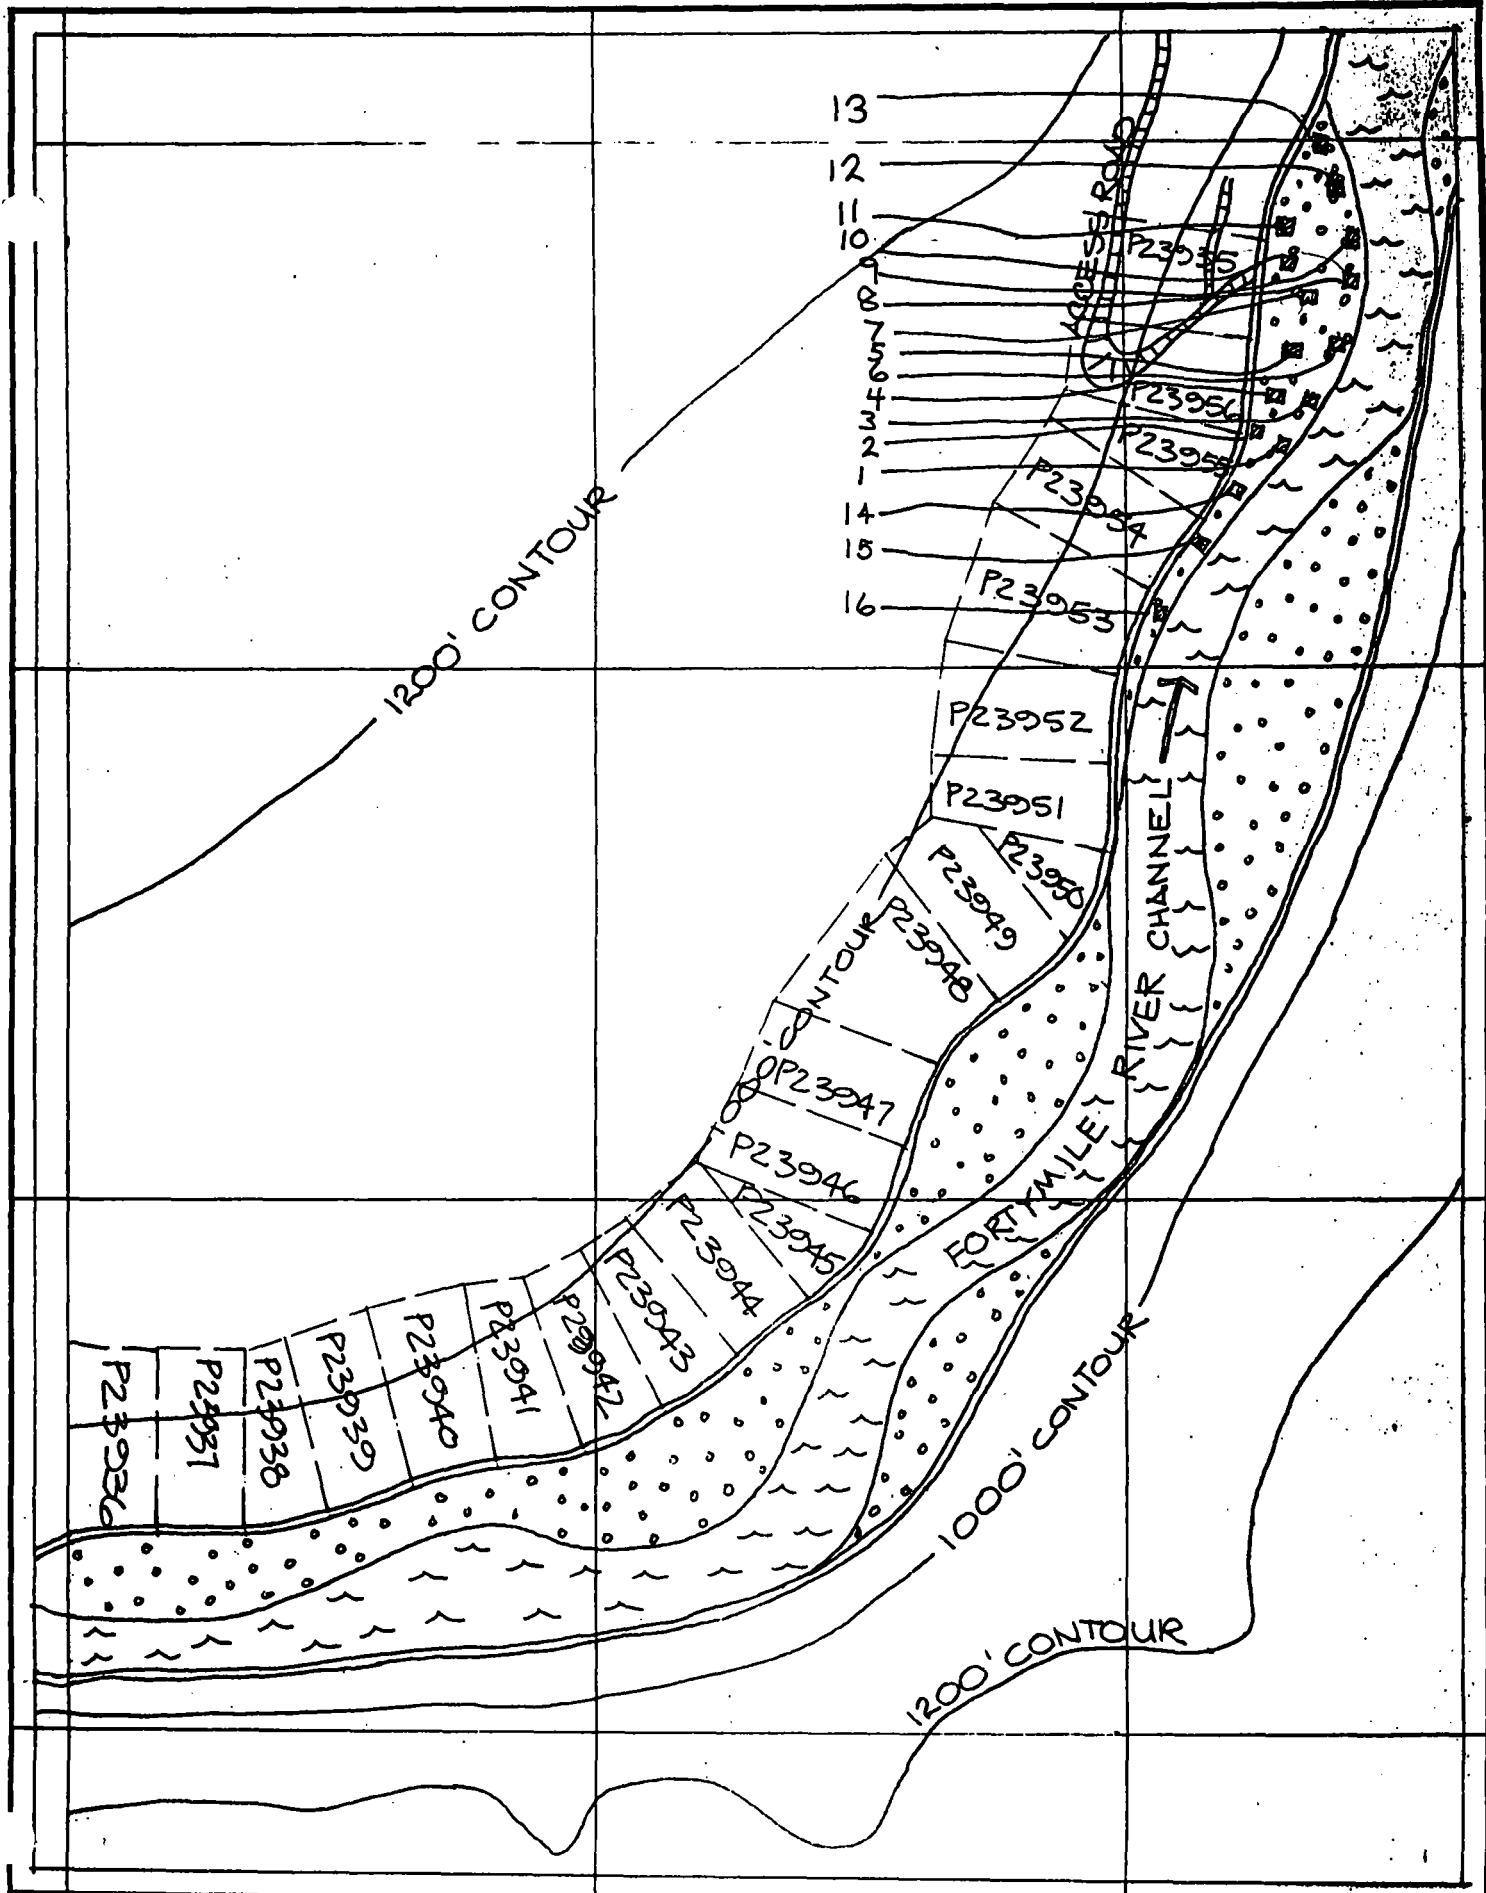 13
12
11
10
9
8
7
5
6
4
3
2
1
14
15
16
ACCESS ROAD
P23935
P23956
P23955
P23954
P23953
P23952
P23951
P23950
P23949
P23948
P23947
P23946
P23945
P23944
P23943
P23942
P23941
P23940
P23939
P23938
P23937
P23936
1200' CONTOUR
1000' CONTOUR
FORTYMILE RIVER CHANNEL
1000' CONTOUR
1200' CONTOUR